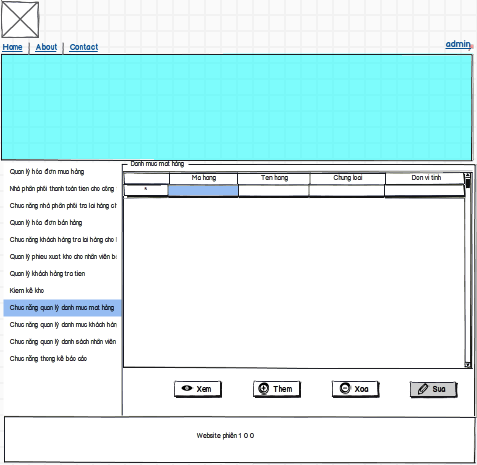 Home | About | Contact
admin
Danh muc mat hàng
Quan lý hóa đơn mua hàng
Nhà phân phối thanh toán tien cho công
Chuc năng nhà phân phối tra lai hàng ch
Quan lý hóa đơn bán hàng
Chuc năng khách hàng tra lai hàng cho
Quan lý phieu xuat kho cho nhân viên b
Quan lý khách hàng tra tien
Kiem kê kho
Chuc năng quan lý danh muc mat hàng
Chuc năng quan lý danh muc khách hàn
Chuc năng quan lý danh sách nhân viên
Chuc năng thong kê báo cáo
Ma hang Ten hang Chung loai Don vi tinh
*
Xem Them Xoa Sua
Website phiên 1 0 0